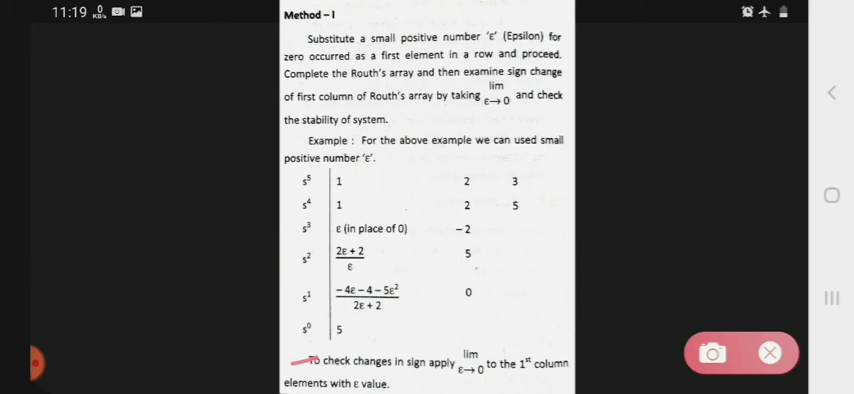 11:19 0 KB/s
Method – I
Substitute a small positive number 'ε' (Epsilon) for
zero occurred as a first element in a row and proceed.
Complete the Routh's array and then examine sign change
of first column of Routh's array by taking lim ε→0 and check
the stability of system.
Example : For the above example we can used small
positive number 'ε'.
s⁵ 1 2 3
s⁴ 1 2 5
s³ ε (in place of 0) – 2
s² (2ε + 2)/ε 5
s¹ (– 4ε – 4 – 5ε²)/(2ε + 2) 0
s⁰ 5
To check changes in sign apply lim ε→0 to the 1ˢᵗ column
elements with ε value.